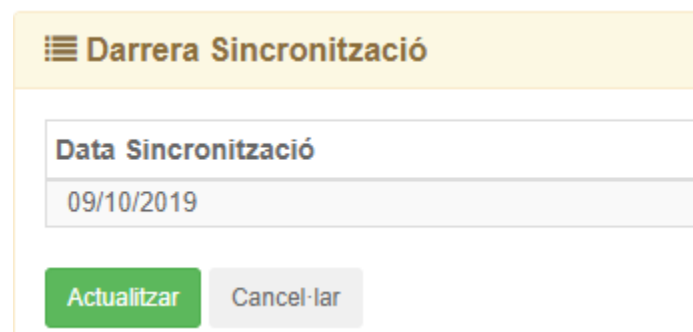 Darrera Sincronització
Data Sincronització
09/10/2019
Actualitzar Cancel·lar